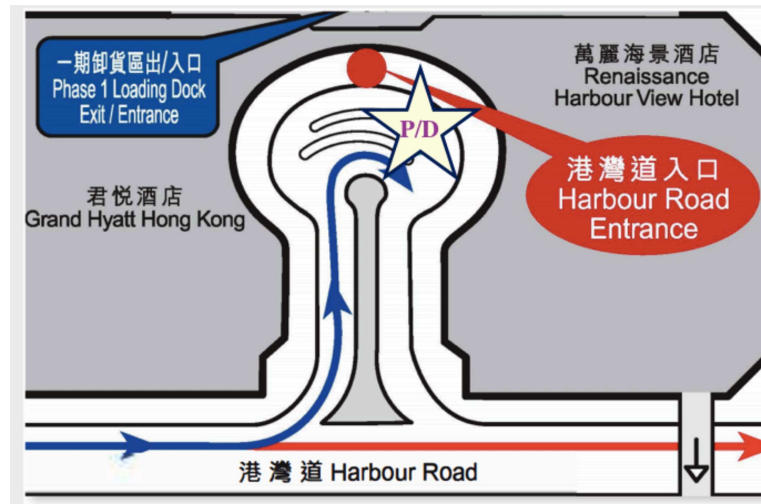 一期卸貨區出/入口
Phase 1 Loading Dock
Exit / Entrance
萬麗海景酒店
Renaissance
Harbour View Hotel
P/D
港灣道入口
Harbour Road
Entrance
君悅酒店
Grand Hyatt Hong Kong
港灣道 Harbour Road